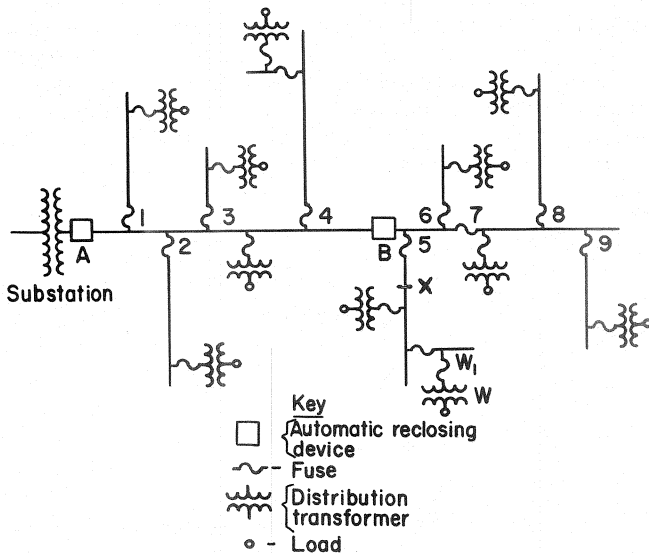 1
2
3
4
5
6
7
8
9
A
B
Substation
X
W₁
W
Key
Automatic reclosing
device
- Fuse
Distribution
transformer
- Load